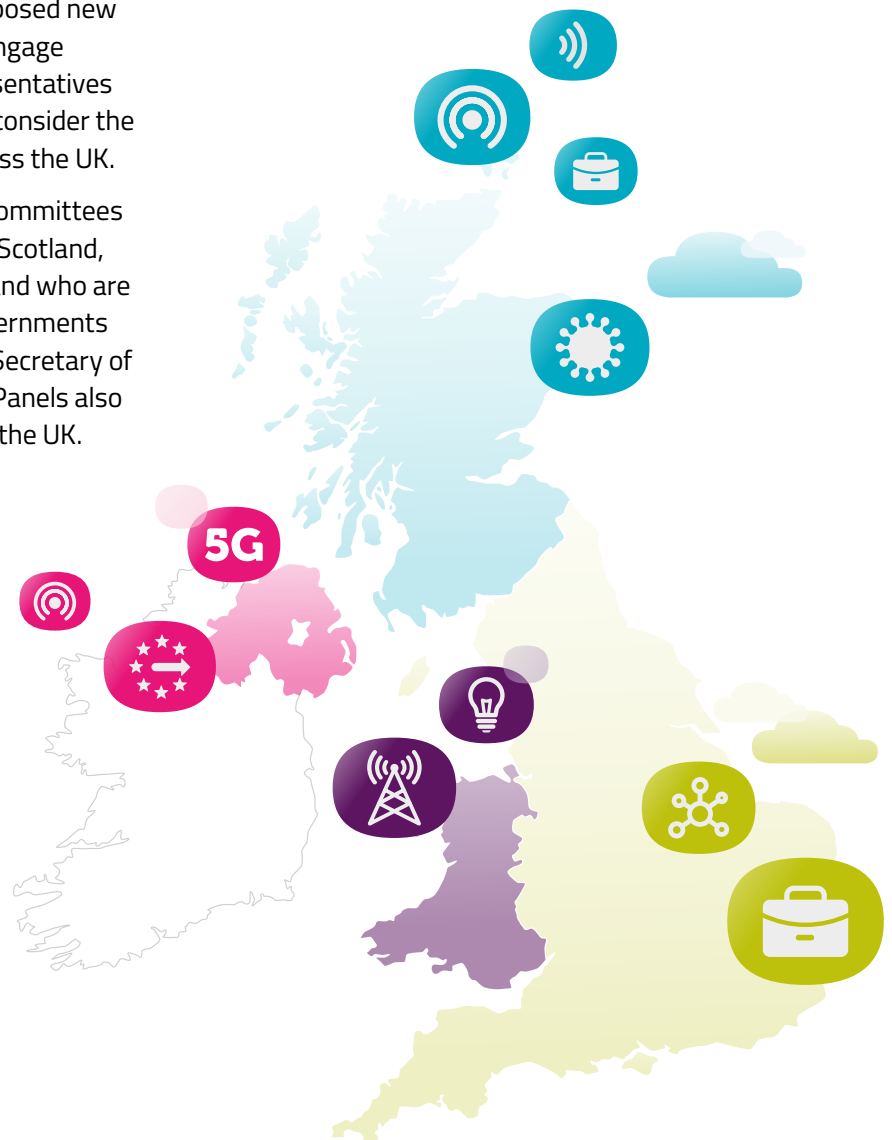 posed new
ngage
sentatives
consider the
ss the UK.
ommittees
Scotland,
and who are
ernments
Secretary of
Panels also
the UK.
5G